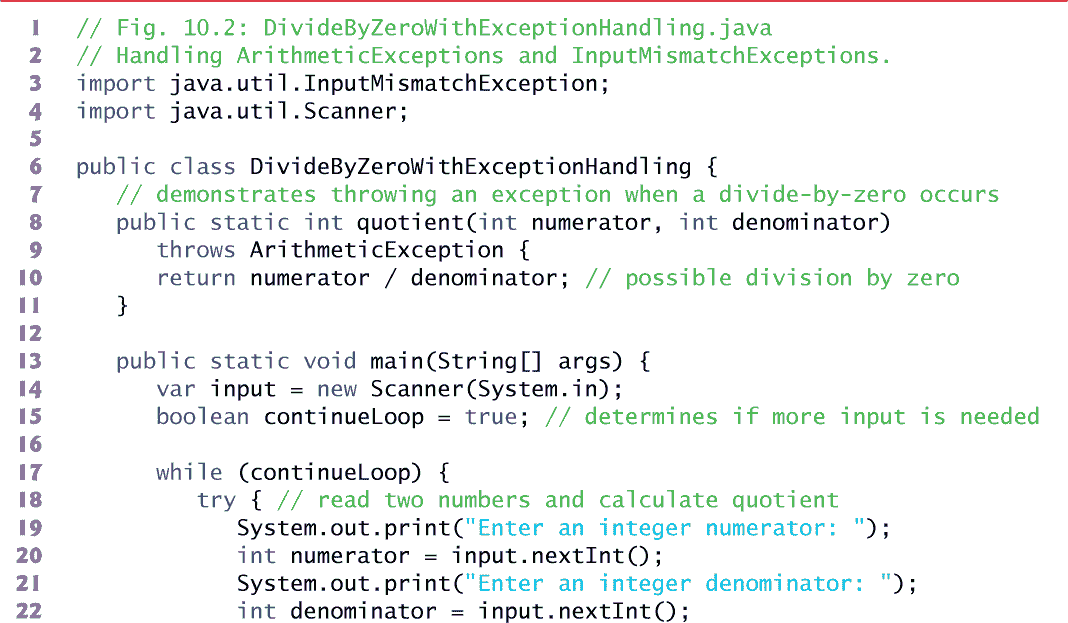 1 // Fig. 10.2: DivideByZeroWithExceptionHandling.java
2 // Handling ArithmeticExceptions and InputMismatchExceptions.
3 import java.util.InputMismatchException;
4 import java.util.Scanner;
5
6 public class DivideByZeroWithExceptionHandling {
7 // demonstrates throwing an exception when a divide-by-zero occurs
8 public static int quotient(int numerator, int denominator)
9 throws ArithmeticException {
10 return numerator / denominator; // possible division by zero
11 }
12
13 public static void main(String[] args) {
14 var input = new Scanner(System.in);
15 boolean continueLoop = true; // determines if more input is needed
16
17 while (continueLoop) {
18 try { // read two numbers and calculate quotient
19 System.out.print("Enter an integer numerator: ");
20 int numerator = input.nextInt();
21 System.out.print("Enter an integer denominator: ");
22 int denominator = input.nextInt();